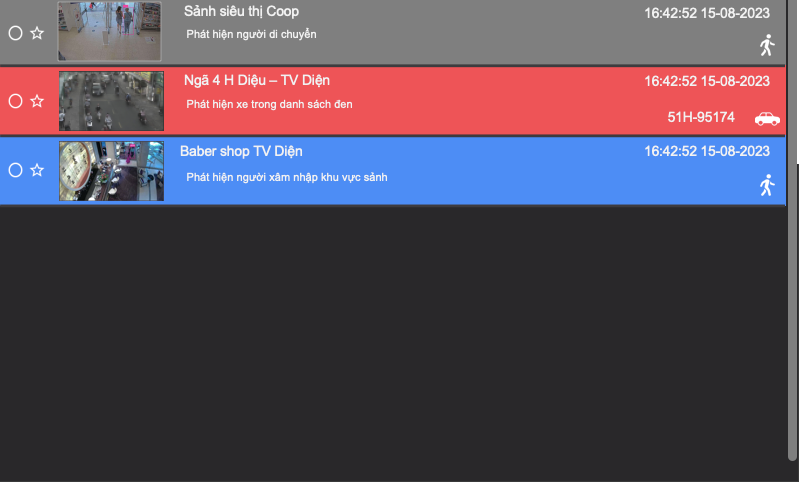 Sảnh siêu thị Coop
16:42:52 15-08-2023
Phát hiện người di chuyển
Ngã 4 H Diệu – TV Diện
16:42:52 15-08-2023
Phát hiện xe trong danh sách đen
51H-95174
Baber shop TV Diện
16:42:52 15-08-2023
Phát hiện người xâm nhập khu vực sảnh